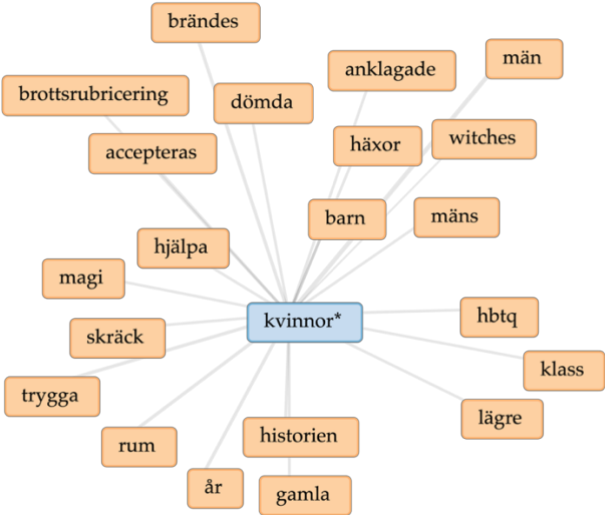 brändes
män
anklagade
brottsrubricering
dömda
witches
häxor
accepteras
barn
mäns
hjälpa
magi
kvinnor*
hbtq
skräck
klass
trygga
lägre
rum
historien
år
gamla